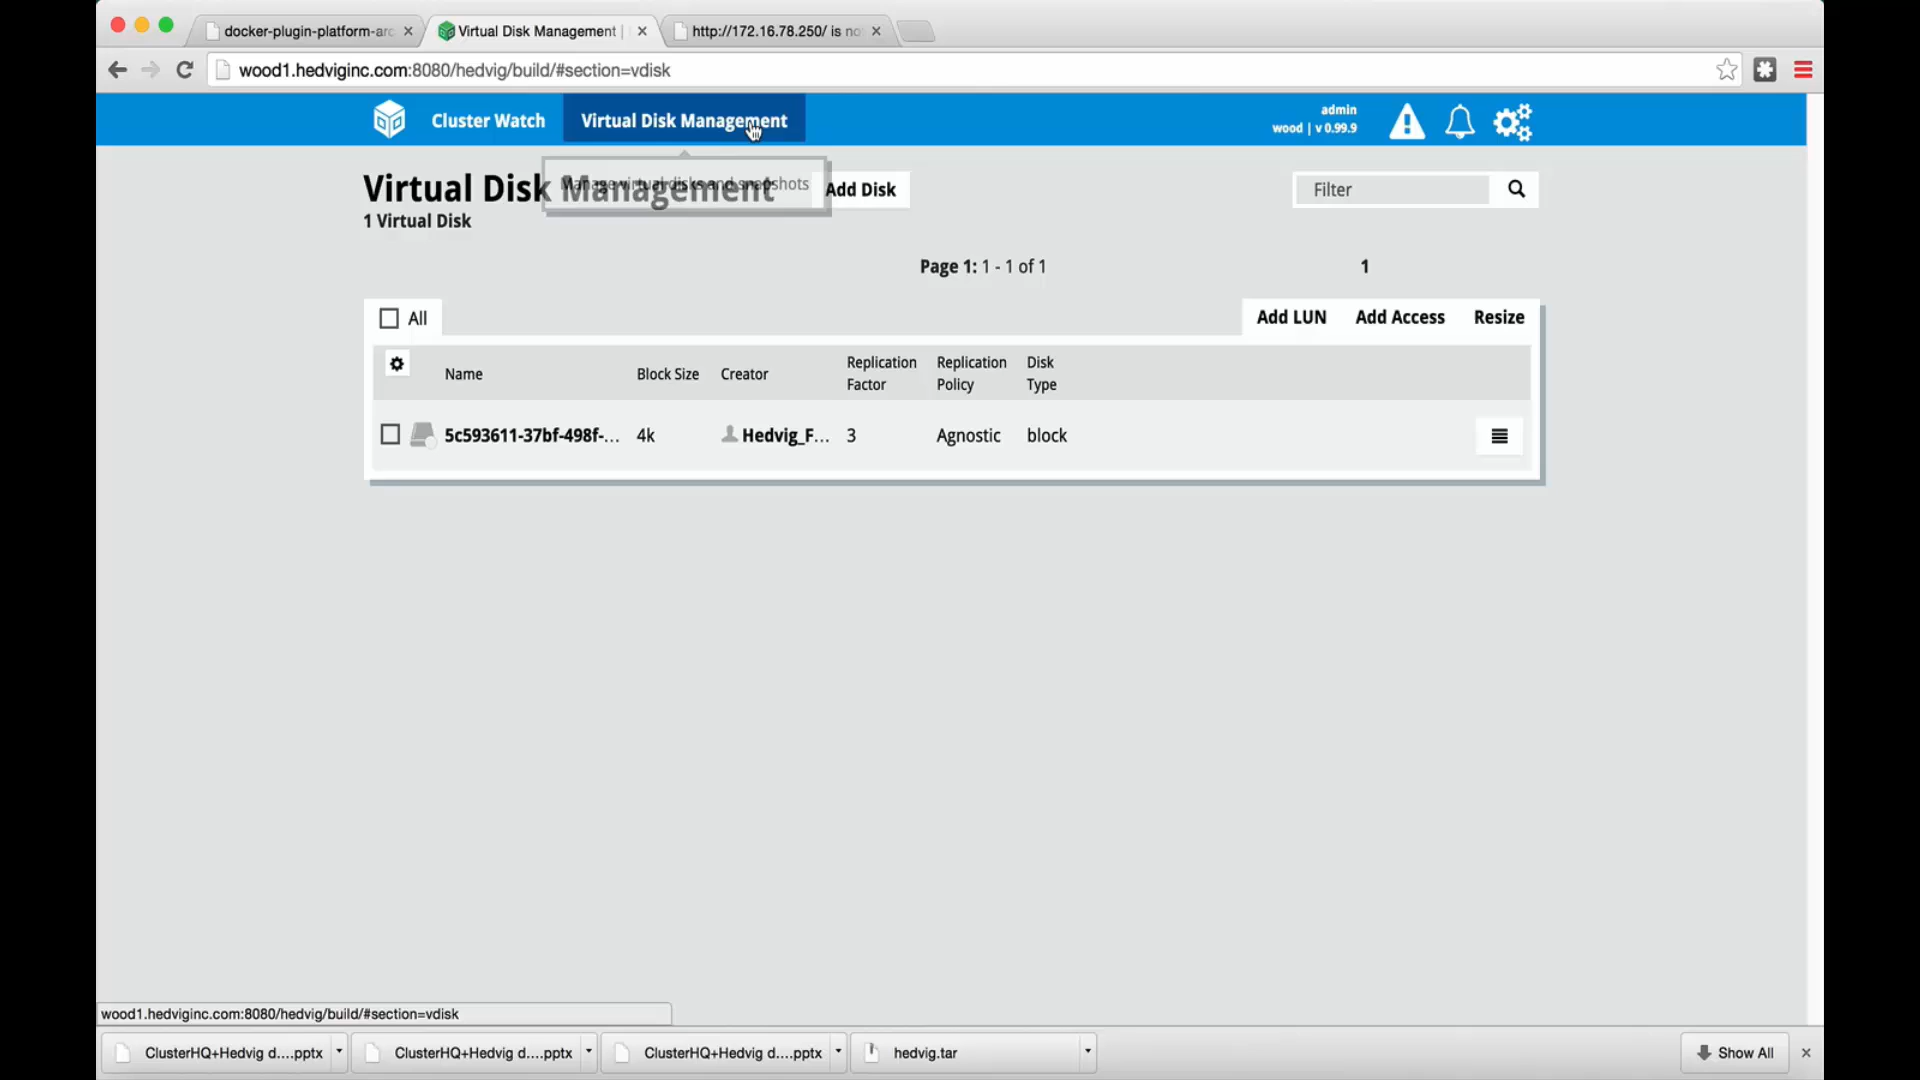 docker-plugin-platform-arc
Virtual Disk Management |
http://172.16.78.250/ is no
wood1.hedviginc.com:8080/hedvig/build/#section=vdisk
Cluster Watch
Virtual Disk Management
admin
wood | v 0.99.9
Virtual Disk Management
Manage virtual disks and snapshots
Add Disk
Filter
1 Virtual Disk
Page 1: 1 - 1 of 1
1
All
Add LUN
Add Access
Resize
Name
Block Size
Creator
Replication
Factor
Replication
Policy
Disk
Type
5c593611-37bf-498f-...
4k
Hedvig_F...
3
Agnostic
block
wood1.hedviginc.com:8080/hedvig/build/#section=vdisk
ClusterHQ+Hedvig d....pptx
ClusterHQ+Hedvig d....pptx
ClusterHQ+Hedvig d....pptx
hedvig.tar
Show All